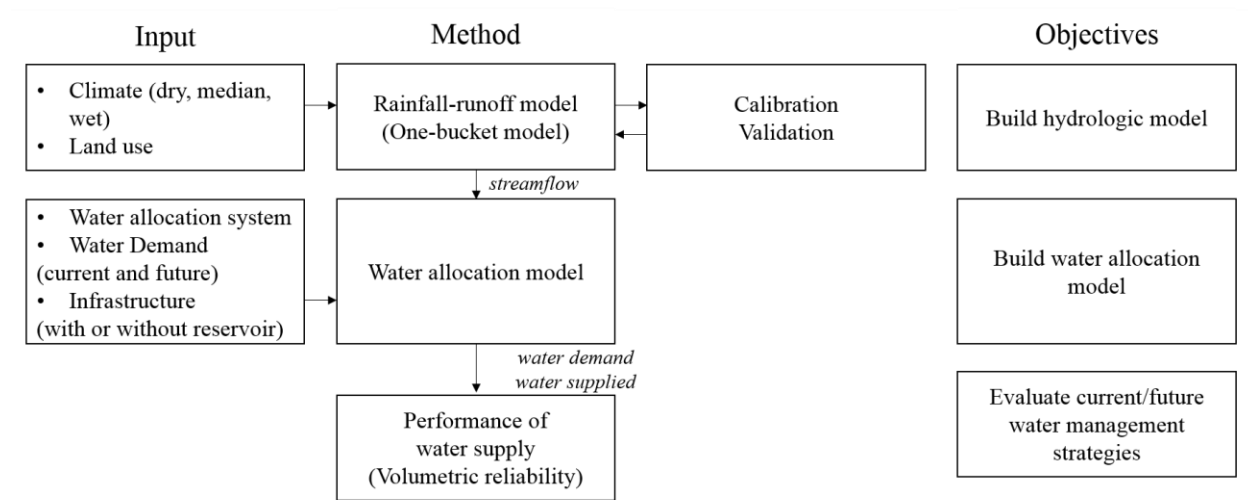 Input
Method
Objectives
• Climate (dry, median,
wet)
• Land use
Rainfall-runoff model
(One-bucket model)
Calibration
Validation
Build hydrologic model
streamflow
• Water allocation system
• Water Demand
(current and future)
• Infrastructure
(with or without reservoir)
Water allocation model
Build water allocation
model
water demand
water supplied
Performance of
water supply
(Volumetric reliability)
Evaluate current/future
water management
strategies